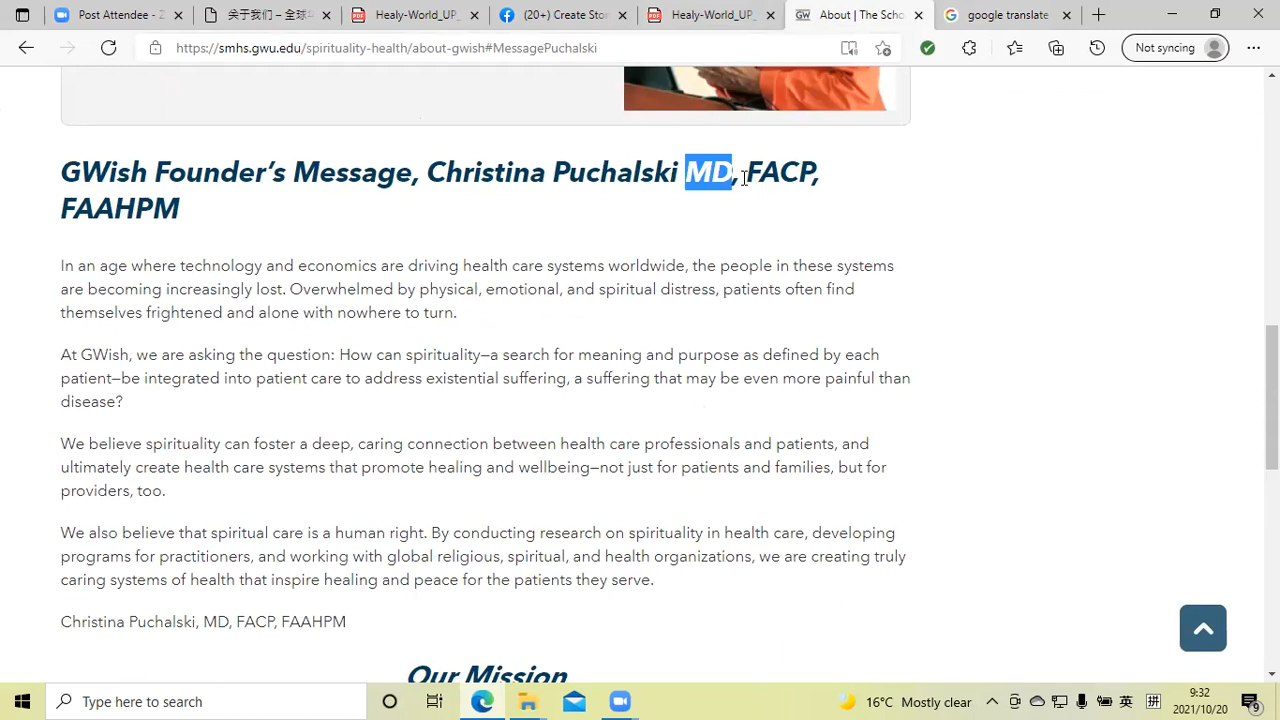 Post Attendee - Z
关于我们 - 全球华
Healy-World_UP_
(20+) Create Stor
Healy-World_UP_
GW About | The Scho
google translate
https://smhs.gwu.edu/spirituality-health/about-gwish#MessagePuchalski
Not syncing
GWish Founder‘s Message, Christina Puchalski MD, FACP,
FAAHPM
In an age where technology and economics are driving health care systems worldwide, the people in these systems
are becoming increasingly lost. Overwhelmed by physical, emotional, and spiritual distress, patients often find
themselves frightened and alone with nowhere to turn.
At GWish, we are asking the question: How can spirituality—a search for meaning and purpose as defined by each
patient—be integrated into patient care to address existential suffering, a suffering that may be even more painful than
disease?
We believe spirituality can foster a deep, caring connection between health care professionals and patients, and
ultimately create health care systems that promote healing and wellbeing—not just for patients and families, but for
providers, too.
We also believe that spiritual care is a human right. By conducting research on spirituality in health care, developing
programs for practitioners, and working with global religious, spiritual, and health organizations, we are creating truly
caring systems of health that inspire healing and peace for the patients they serve.
Christina Puchalski, MD, FACP, FAAHPM
Our Mission
Type here to search
16°C Mostly clear
英
拼
9:32
2021/10/20
9